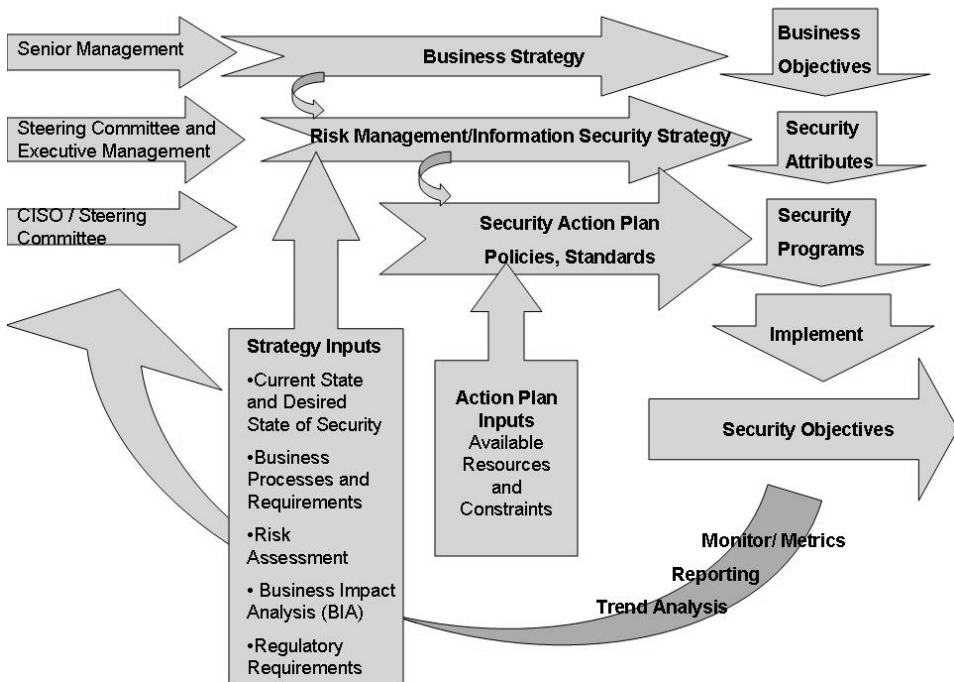 Senior Management
Business Strategy
Business
Objectives
Steering Committee and
Executive Management
Risk Management/Information Security Strategy
Security
Attributes
CISO / Steering
Committee
Security Action Plan
Policies, Standards
Security
Programs
Implement
Strategy Inputs
•Current State
and Desired
State of Security
•Business
Processes and
Requirements
•Risk
Assessment
• Business Impact
Analysis (BIA)
•Regulatory
Requirements
Action Plan
Inputs
Available
Resources
and
Constraints
Security Objectives
Monitor/ Metrics
Reporting
Trend Analysis